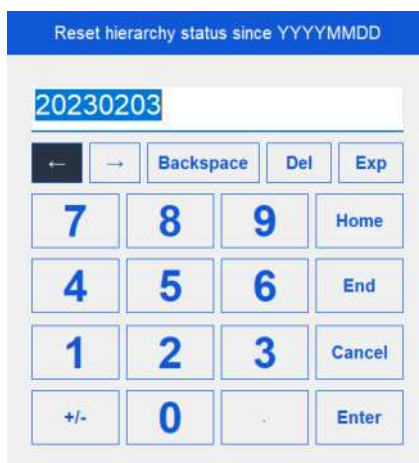 Reset hierarchy status since YYYYMMDD
20230203
← → Backspace Del Exp
7 8 9 Home
4 5 6 End
1 2 3 Cancel
+/- 0 . Enter